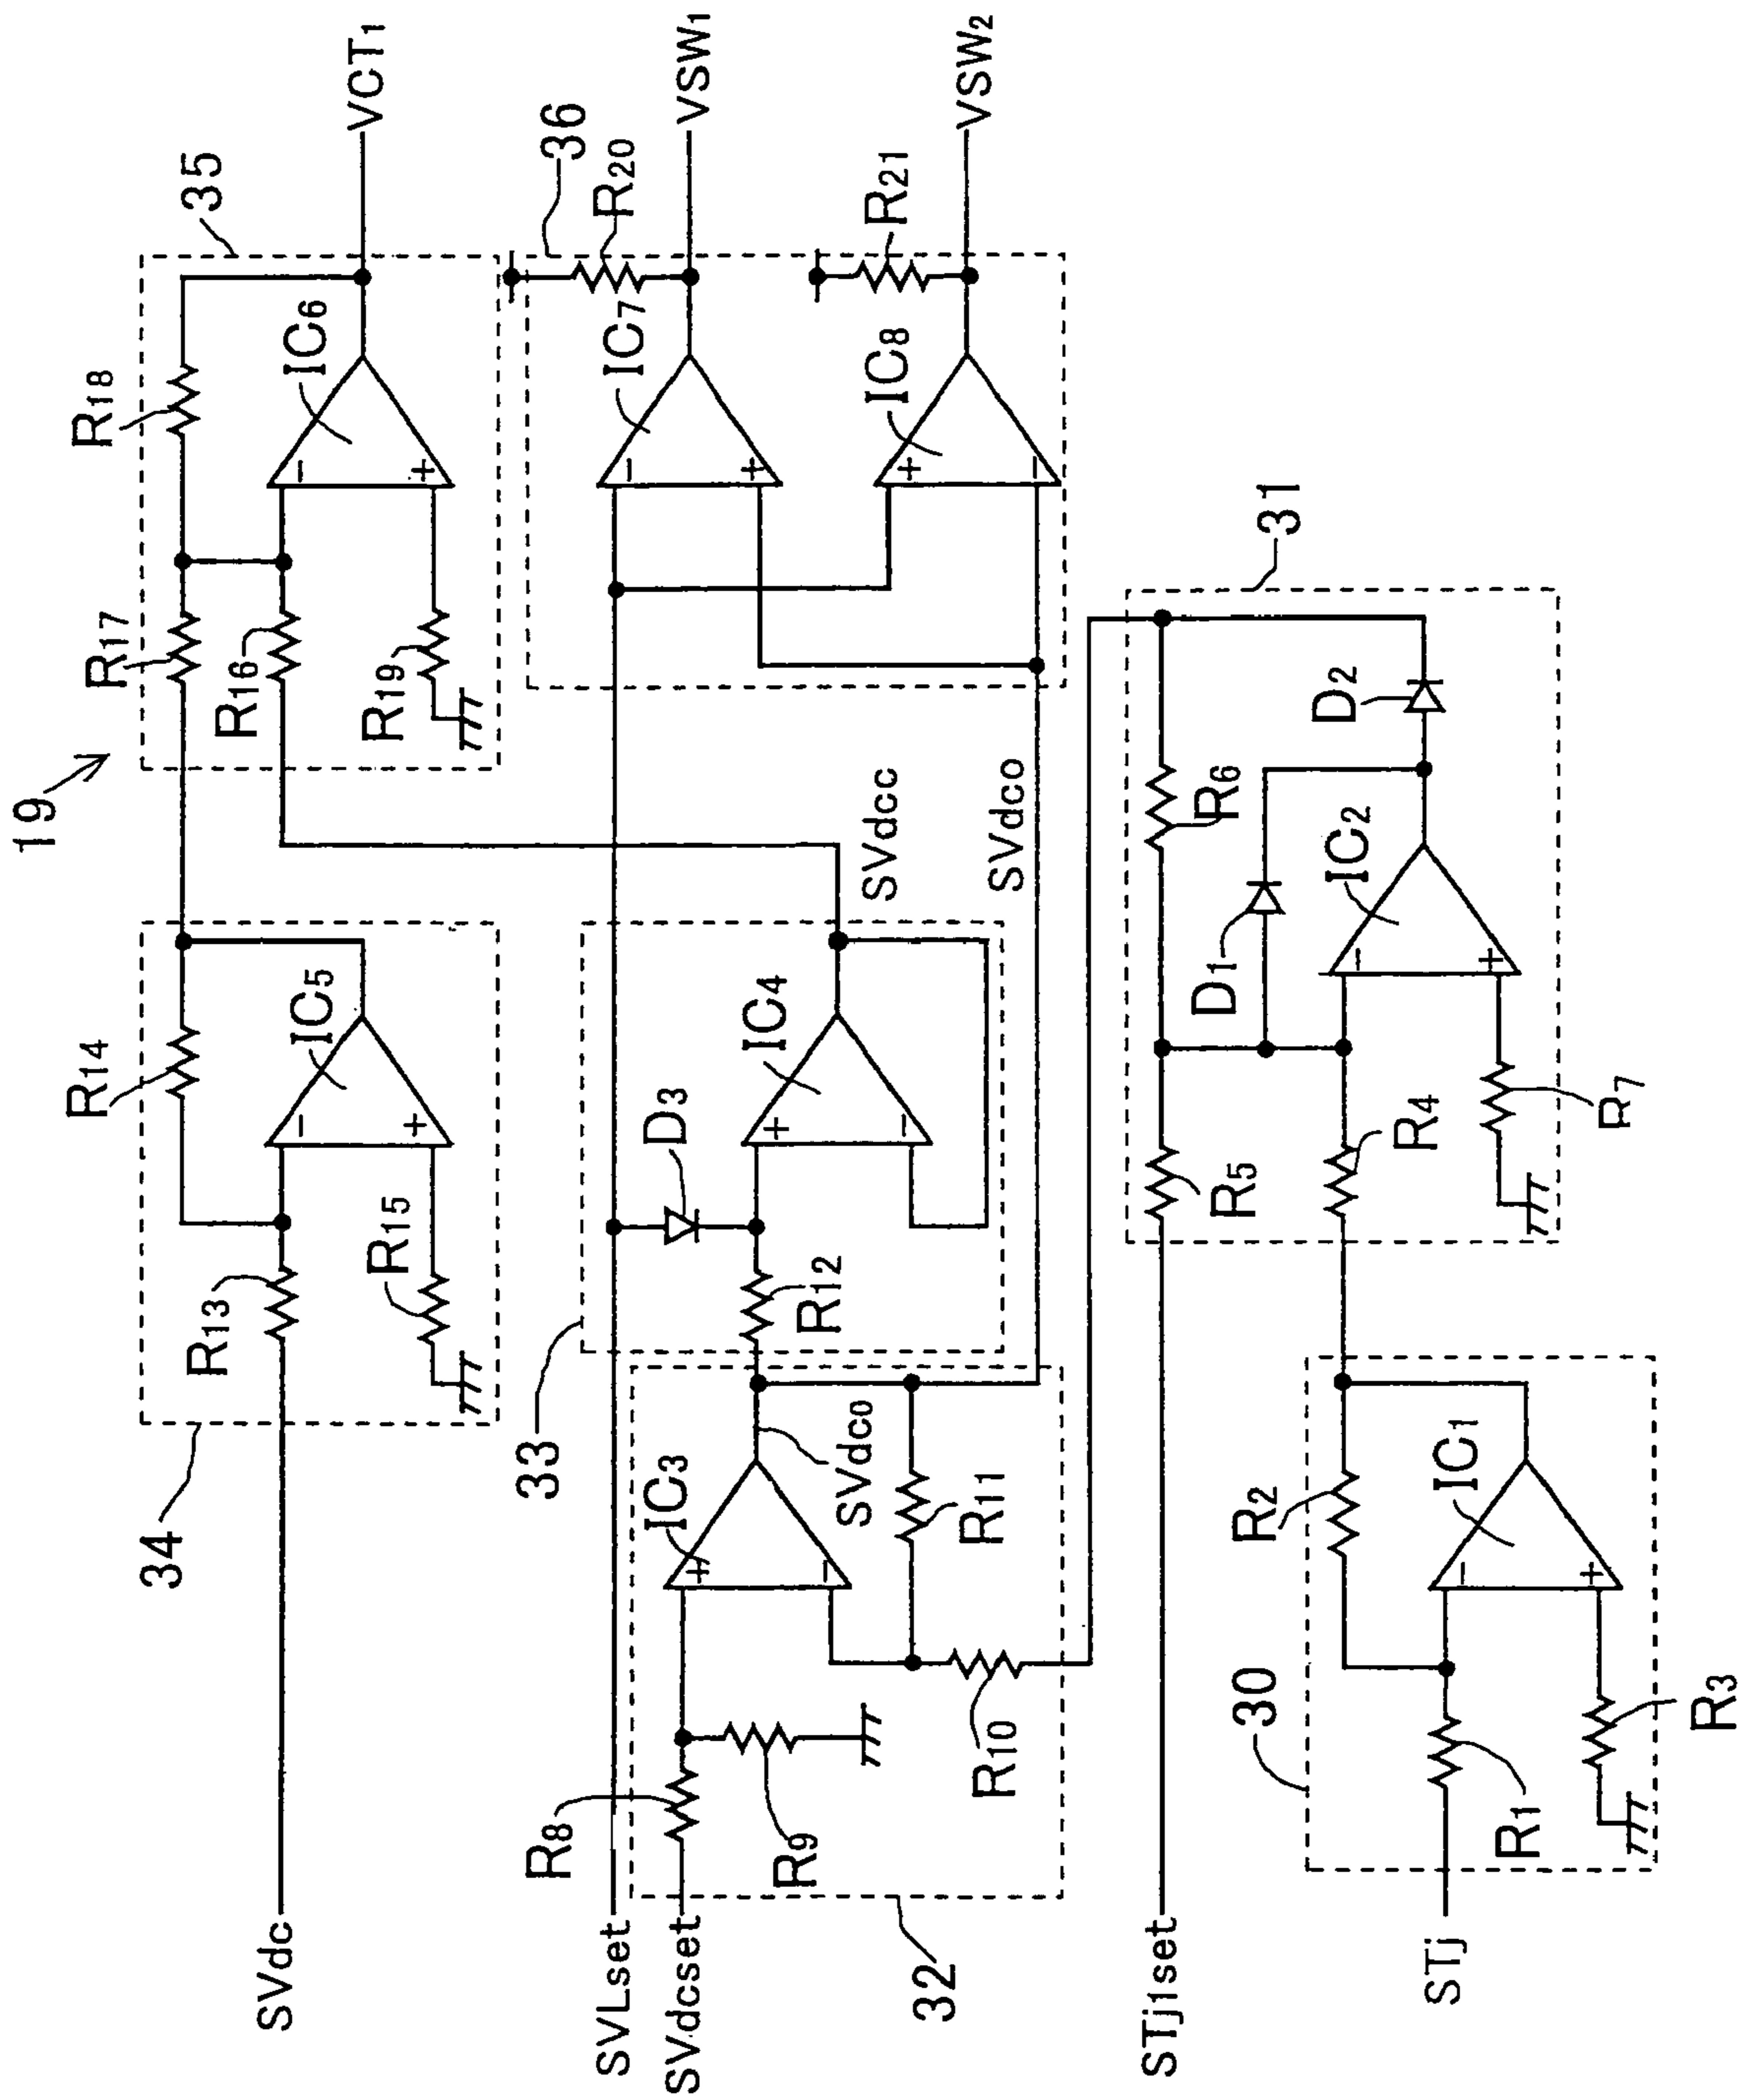 19
34
35
36
33
32
31
30
SVdc
SVLset
SVdcset
STj1set
STj
VCT1
VSW1
VSW2
SVdcc
SVdco
SVdco
R1
R2
R3
R4
R5
R6
R7
R8
R9
R10
R11
R12
R13
R14
R15
R16
R17
R18
R19
R20
R21
D1
D2
D3
IC1
IC2
IC3
IC4
IC5
IC6
IC7
IC8
− +
− +
+ −
+ −
− +
− +
− +
+ −